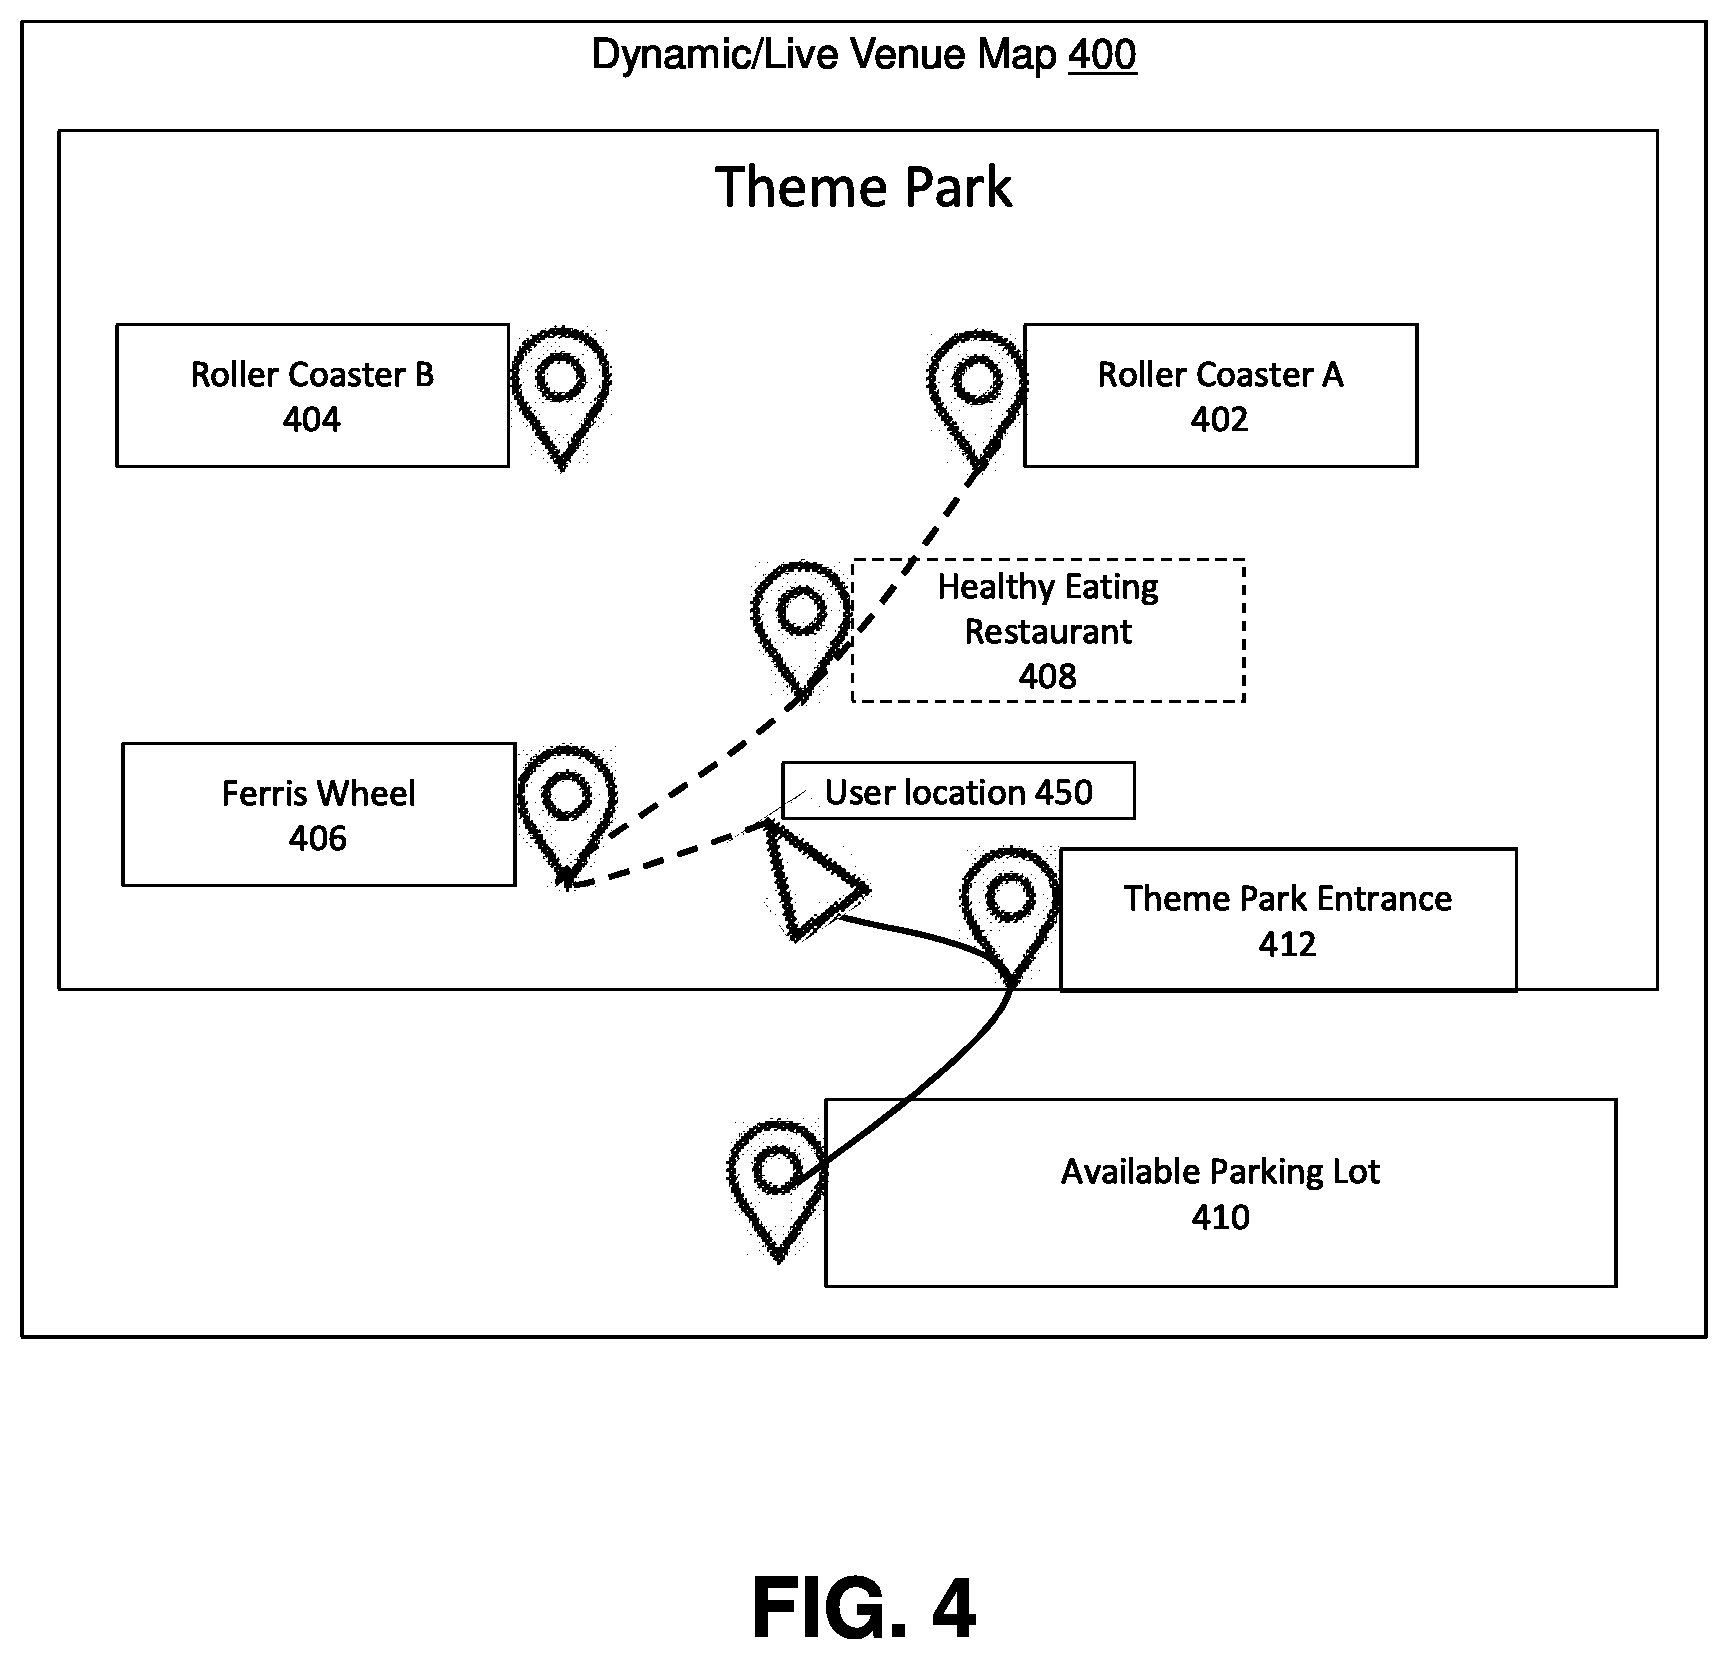 Dynamic/Live Venue Map 400
Theme Park
Roller Coaster B
404
Roller Coaster A
402
Healthy Eating
Restaurant
408
Ferris Wheel
406
User location 450
Theme Park Entrance
412
Available Parking Lot
410
FIG. 4